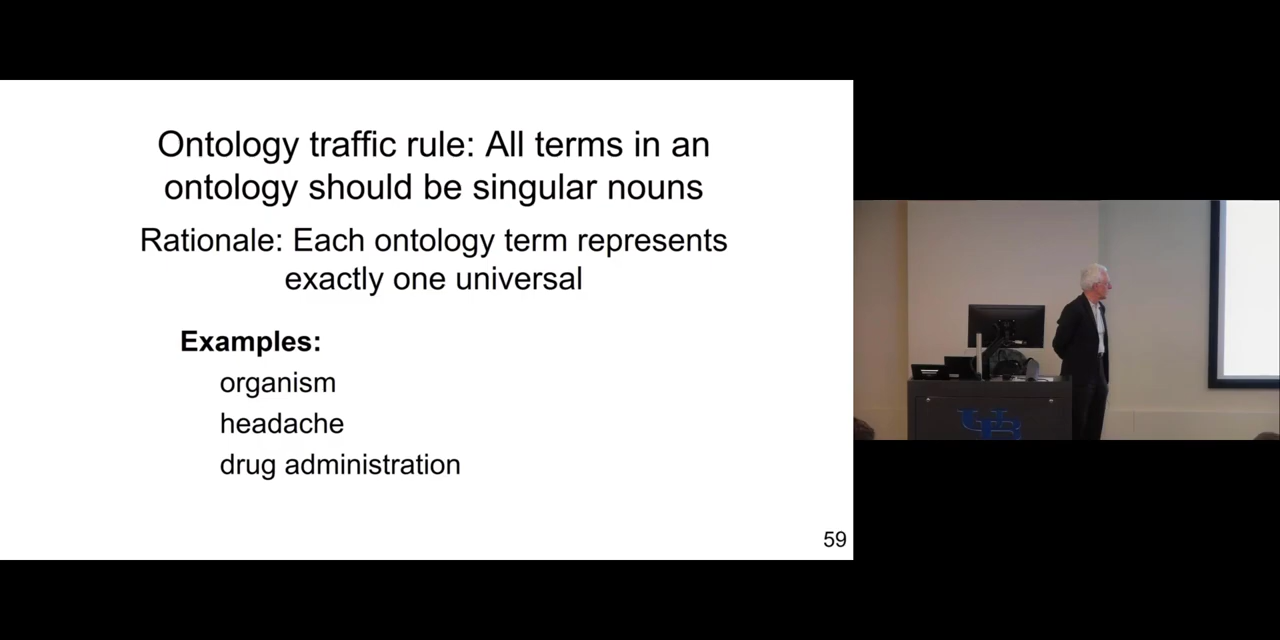 Ontology traffic rule: All terms in an
ontology should be singular nouns
Rationale: Each ontology term represents
exactly one universal
Examples:
organism
headache
drug administration
59
UB